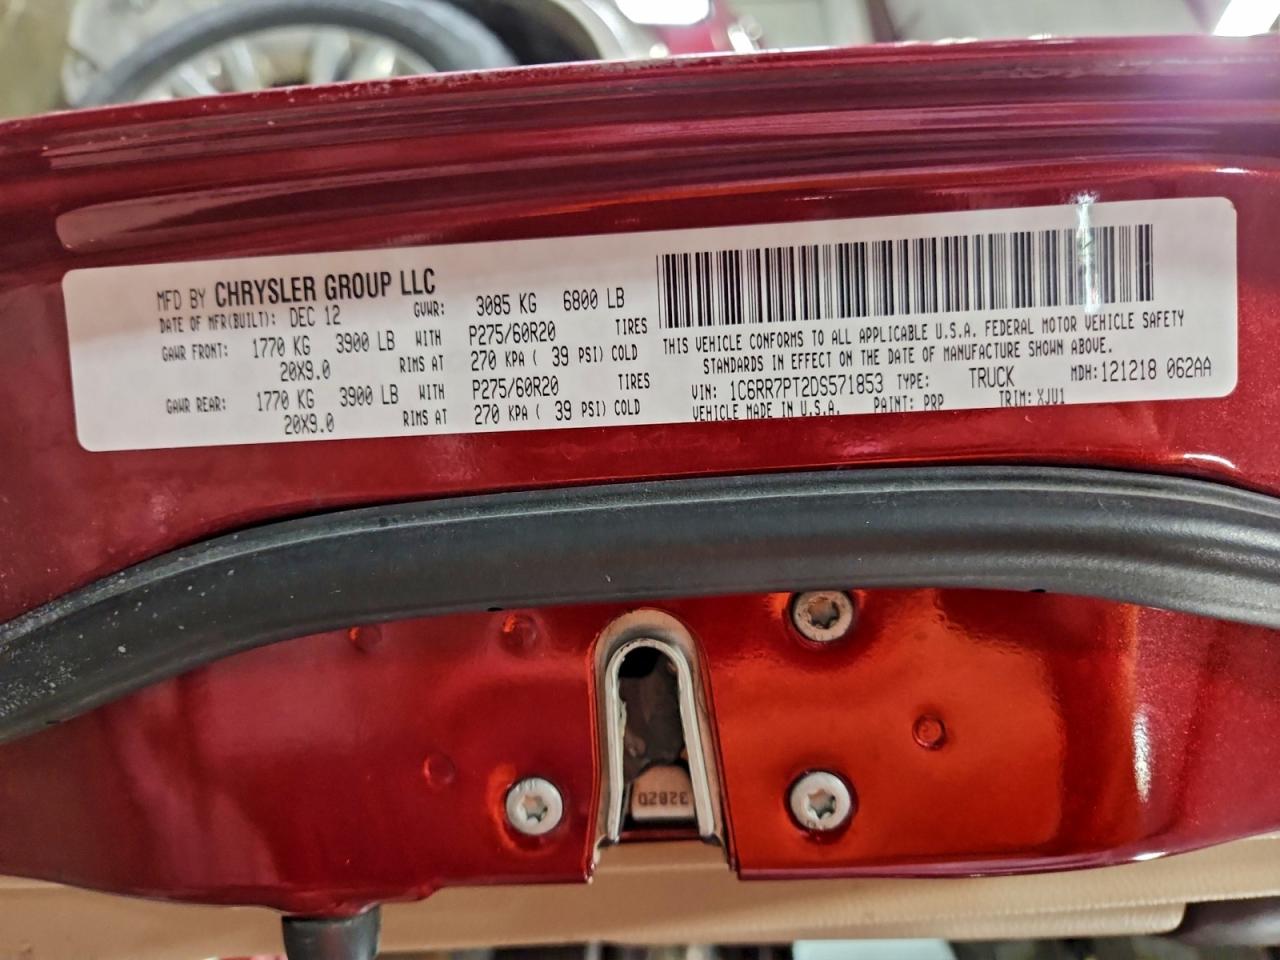 MFD BY CHRYSLER GROUP LLC
DATE OF MFR(BUILT): DEC 12 GVWR: 3085 KG 6800 LB
GAWR FRONT: 1770 KG 3900 LB WITH P275/60R20 TIRES
20X9.0 RIMS AT 270 KPA ( 39 PSI) COLD
GAWR REAR: 1770 KG 3900 LB WITH P275/60R20 TIRES
20X9.0 RIMS AT 270 KPA ( 39 PSI) COLD
THIS VEHICLE CONFORMS TO ALL APPLICABLE U.S.A. FEDERAL MOTOR VEHICLE SAFETY
STANDARDS IN EFFECT ON THE DATE OF MANUFACTURE SHOWN ABOVE.
VIN: 1C6RR7PT2DS571853 TYPE: TRUCK MDH:121218 062AA
VEHICLE MADE IN U.S.A. PAINT: PRP TRIM: XJU1